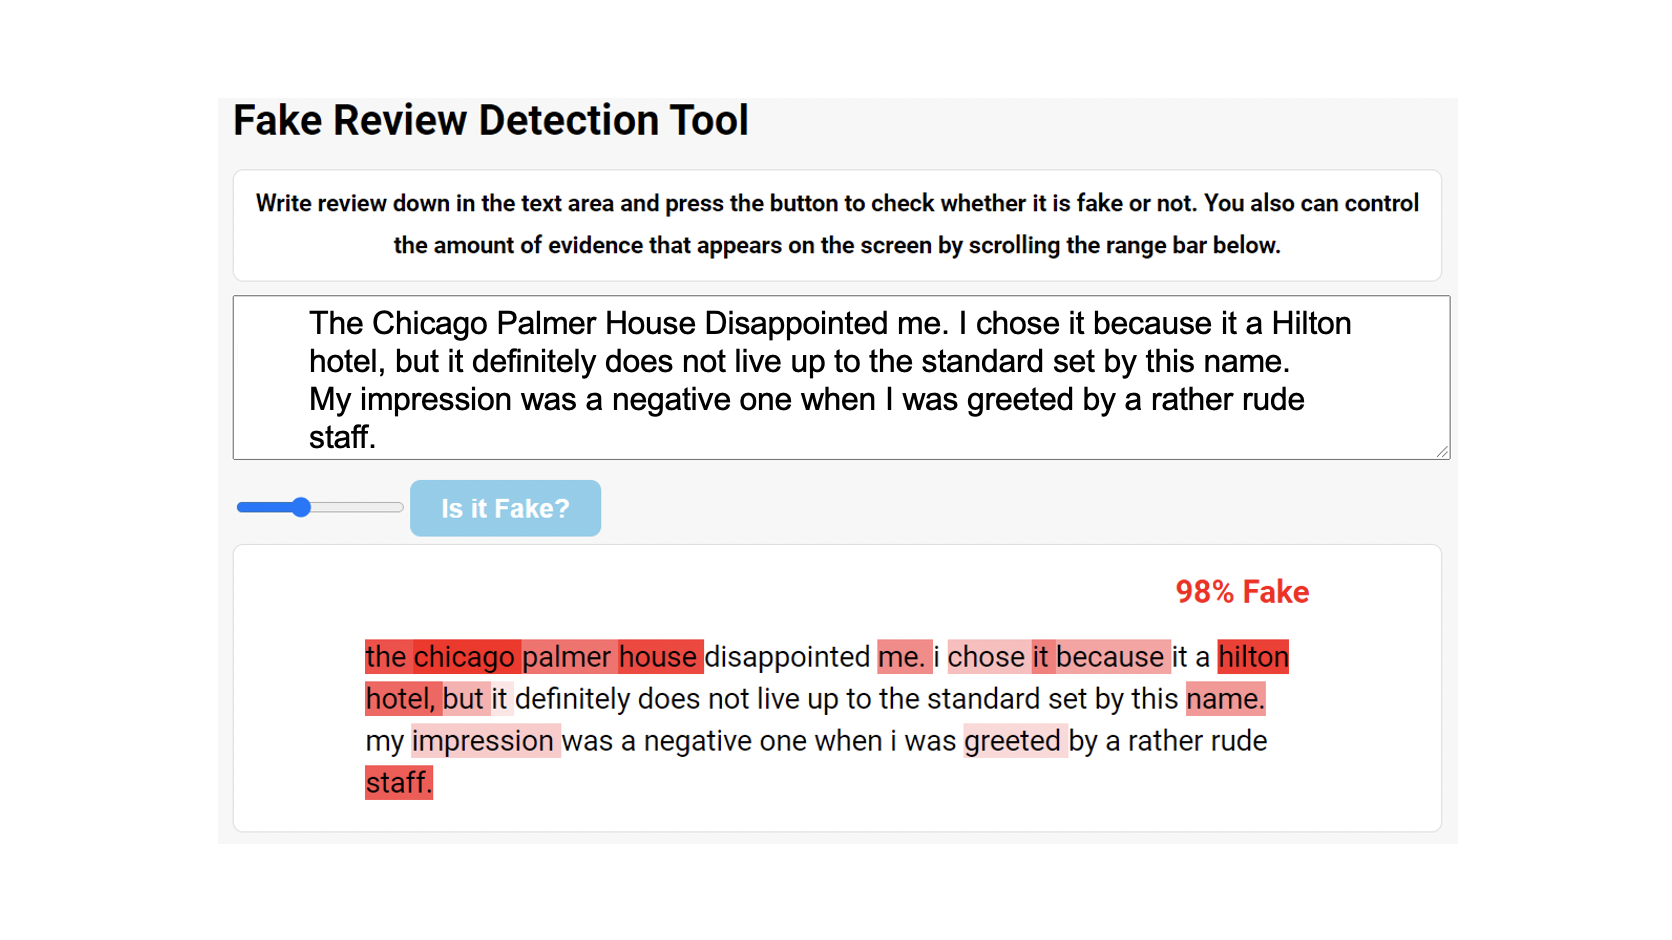 Fake Review Detection Tool
Write review down in the text area and press the button to check whether it is fake or not. You also can control
the amount of evidence that appears on the screen by scrolling the range bar below.
The Chicago Palmer House Disappointed me. I chose it because it a Hilton
hotel, but it definitely does not live up to the standard set by this name.
My impression was a negative one when I was greeted by a rather rude
staff.
Is it Fake?
98% Fake
the chicago palmer house disappointed me. i chose it because it a hilton
hotel, but it definitely does not live up to the standard set by this name.
my impression was a negative one when i was greeted by a rather rude
staff.